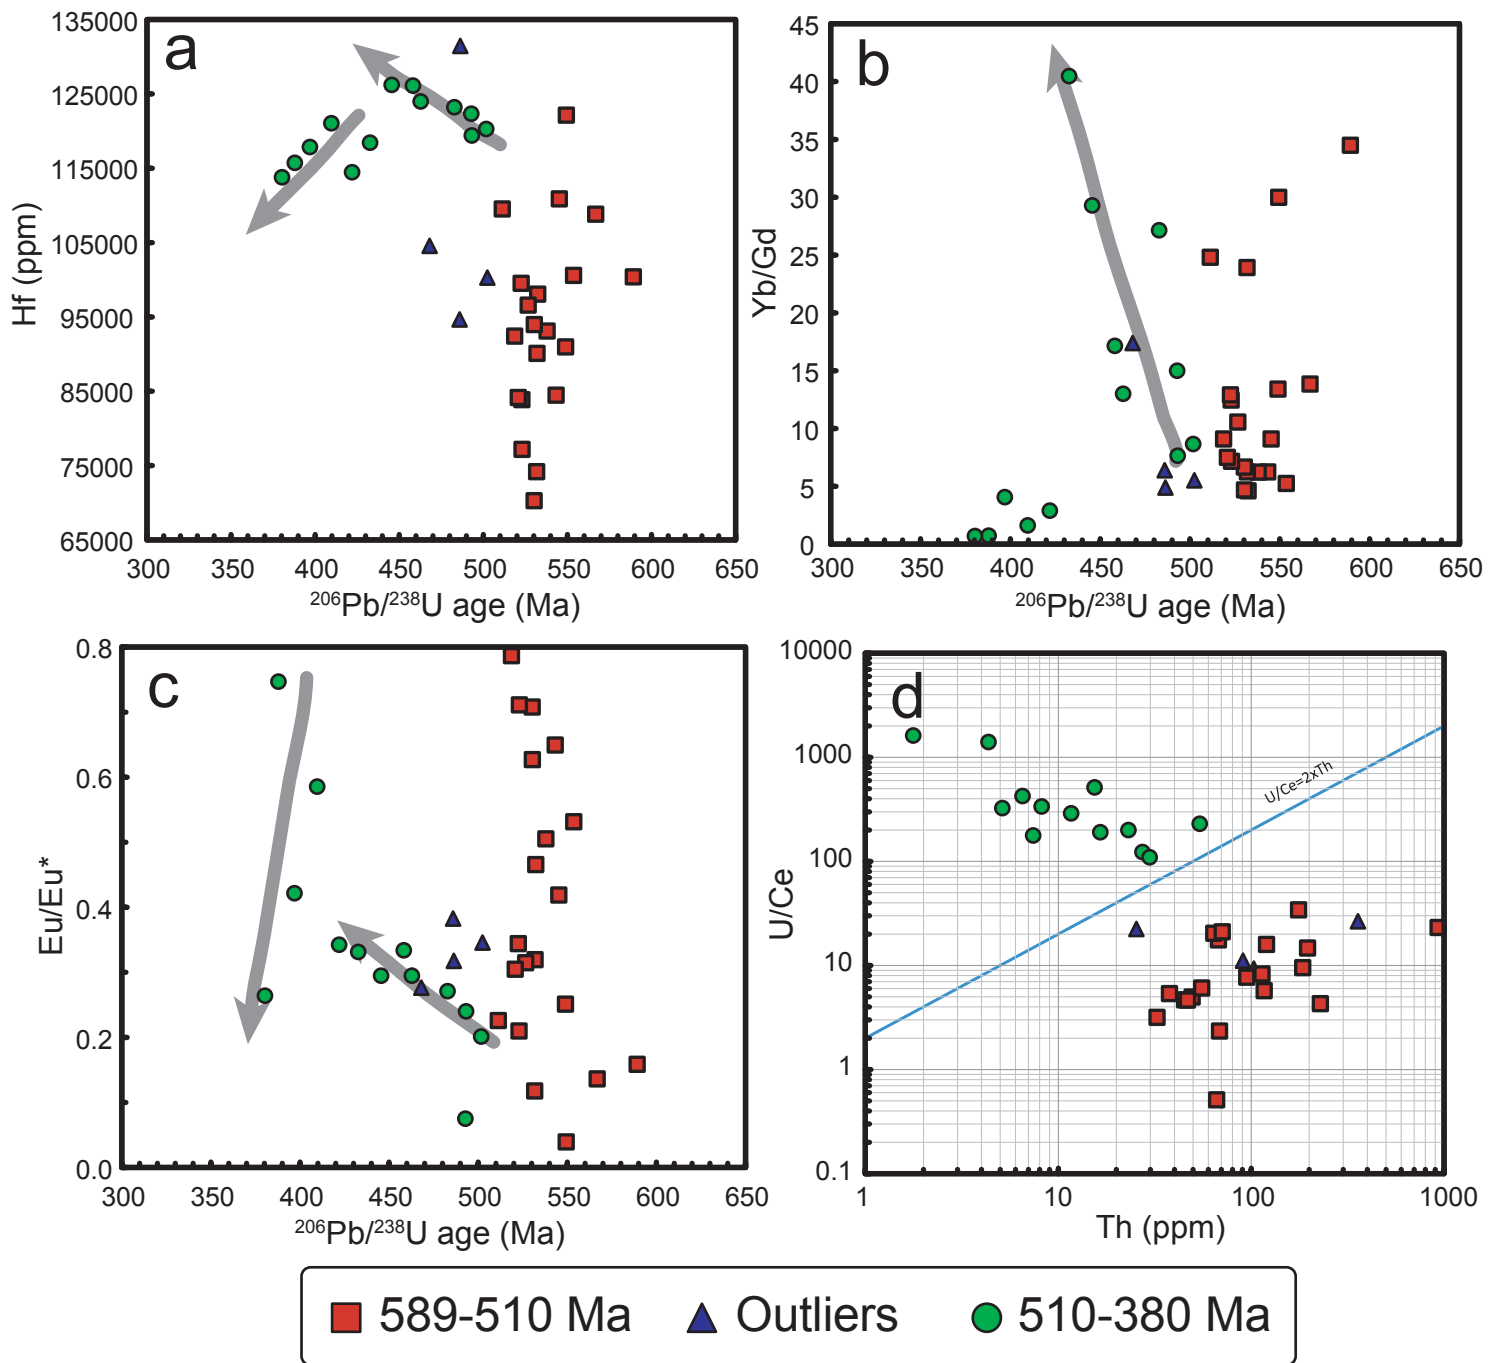 a
135000
125000
115000
105000
95000
85000
75000
65000
Hf (ppm)
300 350 400 450 500 550 600 650
²⁰⁶Pb/²³⁸U age (Ma)
b
45
40
35
30
25
20
15
10
5
0
Yb/Gd
300 350 400 450 500 550 600 650
²⁰⁶Pb/²³⁸U age (Ma)
c
0.8
0.6
0.4
0.2
0.0
Eu/Eu*
300 350 400 450 500 550 600 650
²⁰⁶Pb/²³⁸U age (Ma)
d
10000
1000
100
10
1
0.1
U/Ce
U/Ce=2xTh
1 10 100 1000
Th (ppm)
589-510 Ma Outliers 510-380 Ma